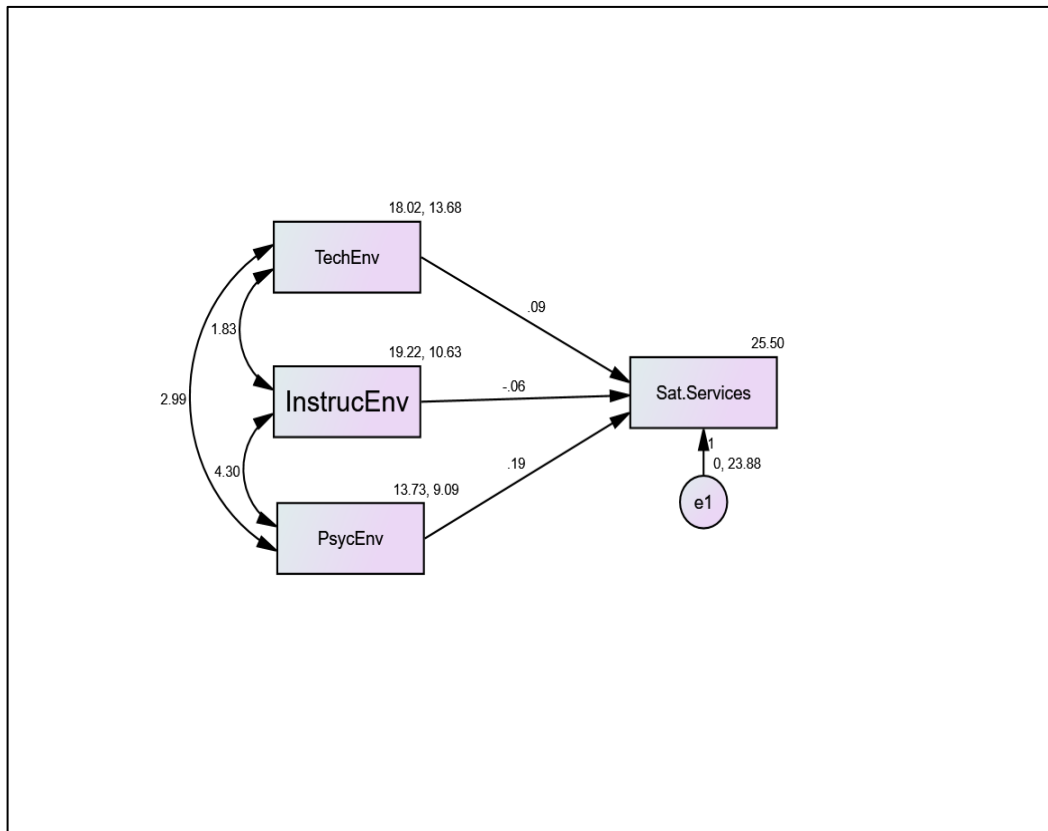 18.02, 13.68
TechEnv
.09
1.83
19.22, 10.63
25.50
InstrucEnv
-.06
Sat.Services
2.99
4.30
.19
1
0, 23.88
13.73, 9.09
e1
PsycEnv